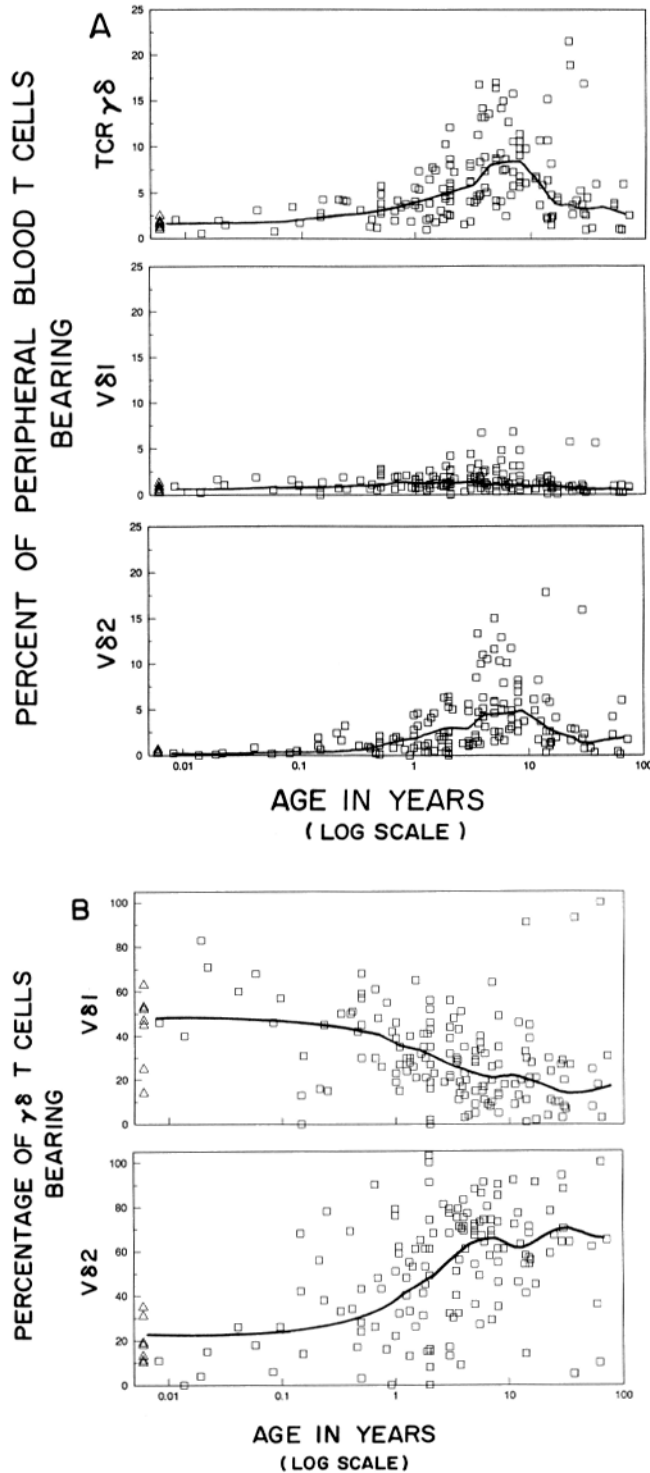 A
PERCENT OF PERIPHERAL BLOOD T CELLS
BEARING
TCR γδ
25
20
15
10
5
0
Vδ1
25
20
15
10
5
0
Vδ2
25
20
15
10
5
0
0.01 0.1 1 10 100
AGE IN YEARS
( LOG SCALE )
B
PERCENTAGE OF γδ T CELLS
BEARING
Vδ1
100
80
60
40
20
0
Vδ2
100
80
60
40
20
0
0.01 0.1 1 10 100
AGE IN YEARS
(LOG SCALE)